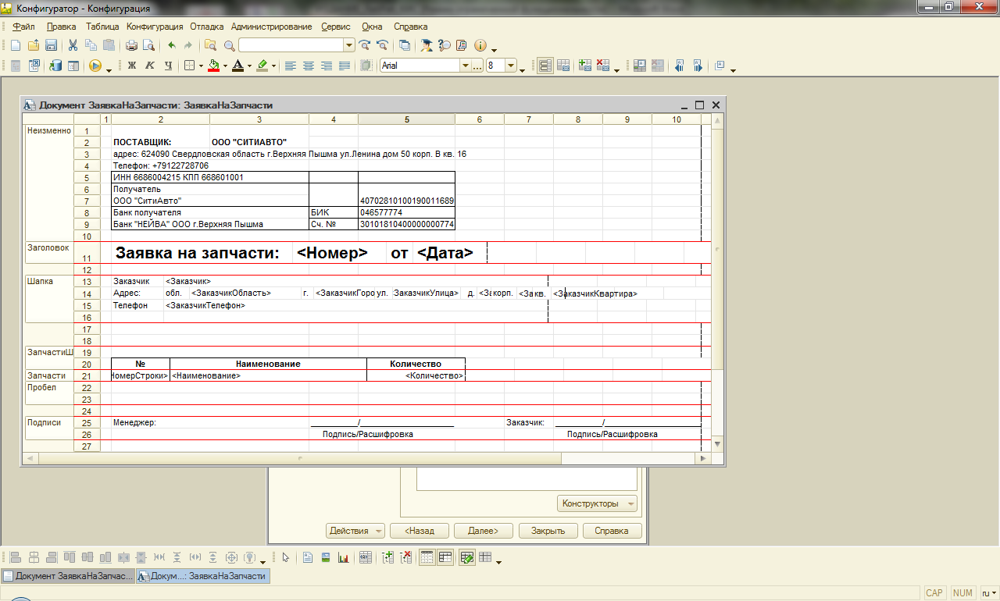 Конфигуратор - Конфигурация
Файл Правка Таблица Конфигурация Отладка Администрирование Сервис Окна Справка
Ж К Ч А Arial ... 8
Документ ЗаявкаНаЗапчасти: ЗаявкаНаЗапчасти
1 2 3 4 5 6 7 8 9 10
Неизменно 1
2 ПОСТАВЩИК: ООО "СИТИАВТО"
3 адрес: 624090 Свердловская область г.Верхняя Пышма ул.Ленина дом 50 корп. В кв. 16
4 Телефон: +79122728706
5 ИНН 6686004215 КПП 668601001
6 Получатель
7 ООО "СитиАвто" 40702810100190011689
8 Банк получателя БИК 046577774
9 Банк "НЕЙВА" ООО г.Верхняя Пышма Сч. № 30101810400000000774
10
Заголовок 11 Заявка на запчасти: <Номер> от <Дата>
12
Шапка 13 Заказчик <Заказчик>
14 Адрес: обл. <ЗаказчикОбласть> г. <ЗаказчикГоро ул. ЗаказчикУлица> д. <За корп. <За кв. <ЗаказчикКвартира>
15 Телефон <ЗаказчикТелефон>
16
17
18
ЗапчастиШ 19
20 № Наименование Количество
Запчасти 21 НомерСтроки> <Наименование> <Количество>
Пробел 22
23
24
Подписи 25 Менеджер: / Заказчик: /
26 Подпись/Расшифровка Подпись/Расшифровка
27
Конструкторы
Действия <Назад Далее> Закрыть Справка
Документ ЗаявкаНаЗапчас... Докум...: ЗаявкаНаЗапчасти
CAP NUM ru